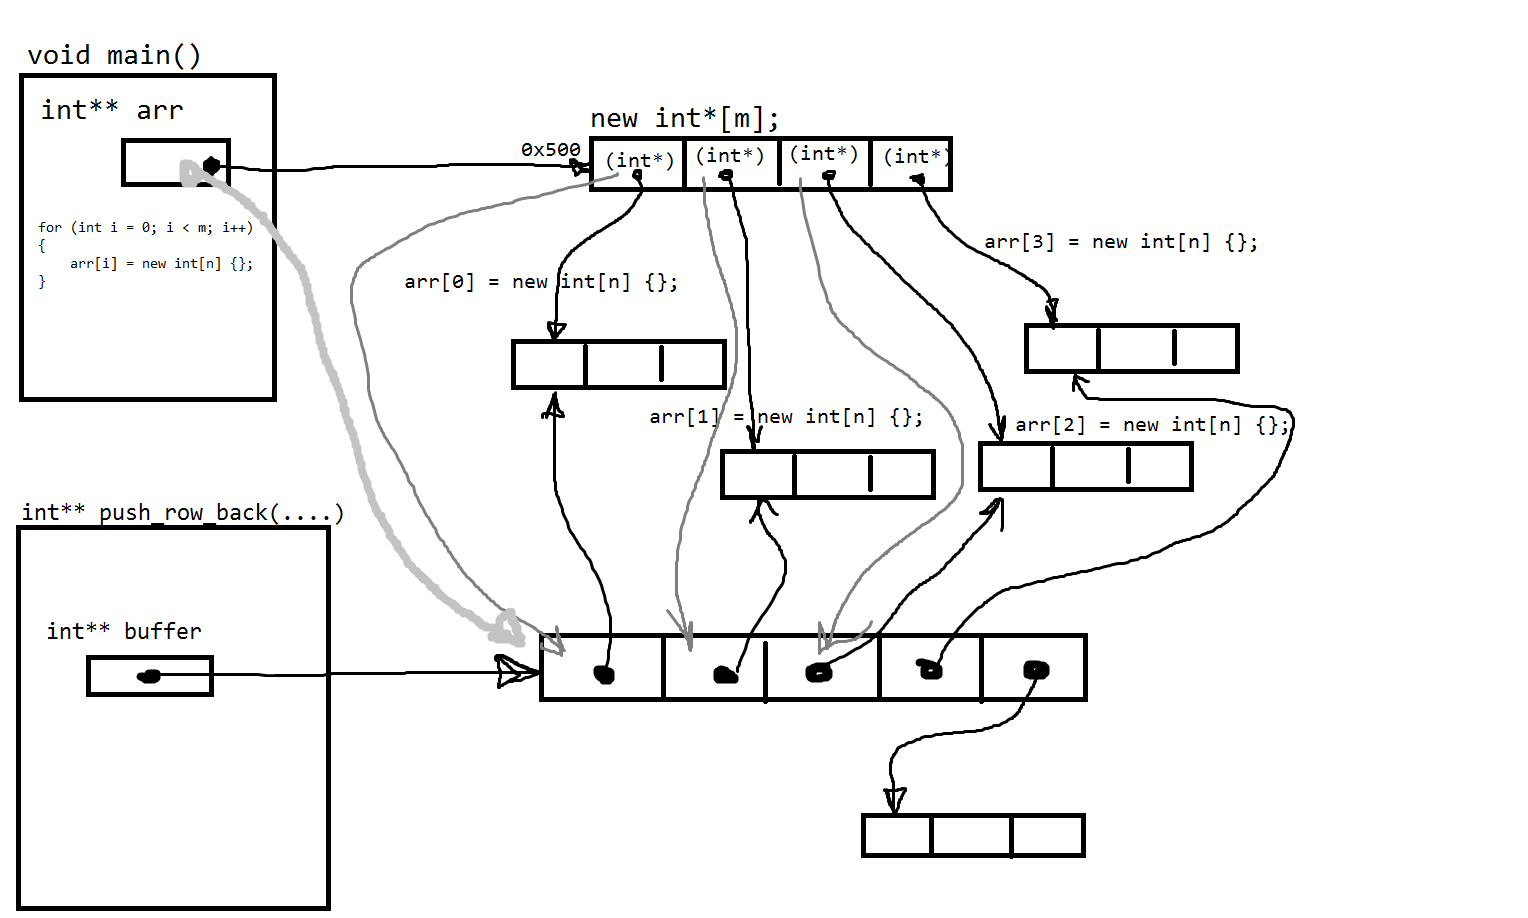 void main()
int** arr
for (int i = 0; i < m; i++)
{
    arr[i] = new int[n] {};
}
new int*[m];
0x500
(int*) (int*) (int*) (int*)
arr[3] = new int[n] {};
arr[0] = new int[n] {};
arr[1] = new int[n] {};
arr[2] = new int[n] {};
int** push_row_back(....)
int** buffer